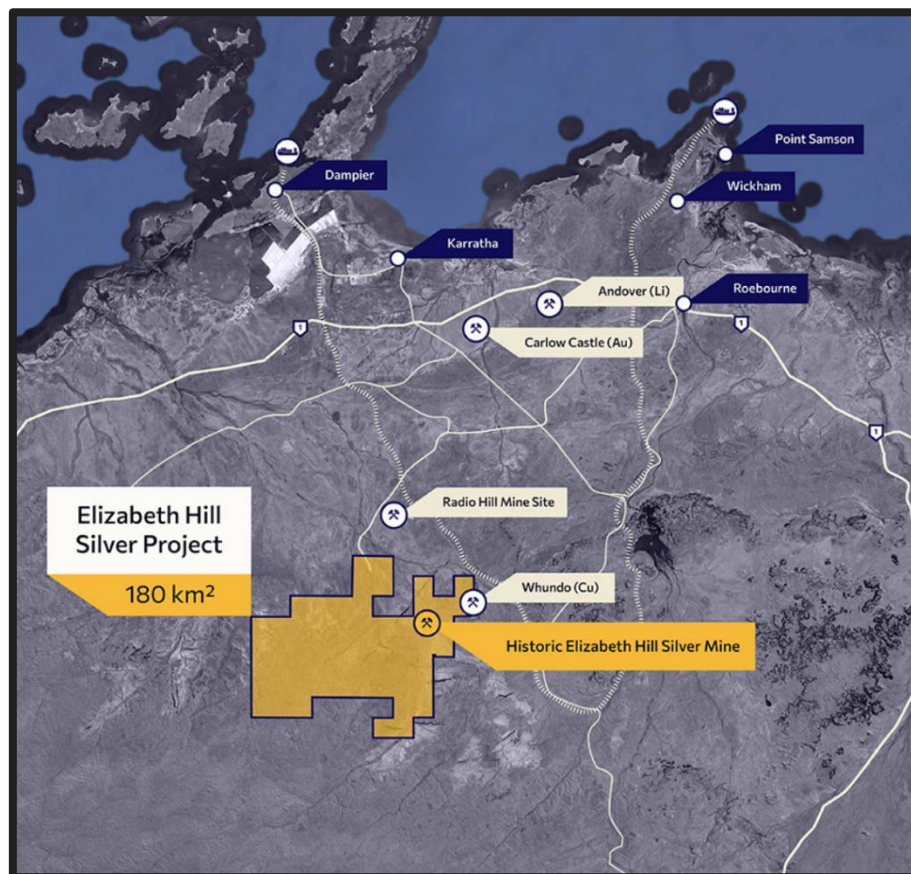 Point Samson
Dampier
Wickham
Karratha
Andover (Li)
Roebourne
1
1
Carlow Castle (Au)
1
Radio Hill Mine Site
Elizabeth Hill
Silver Project
180 km²
Whundo (Cu)
Historic Elizabeth Hill Silver Mine